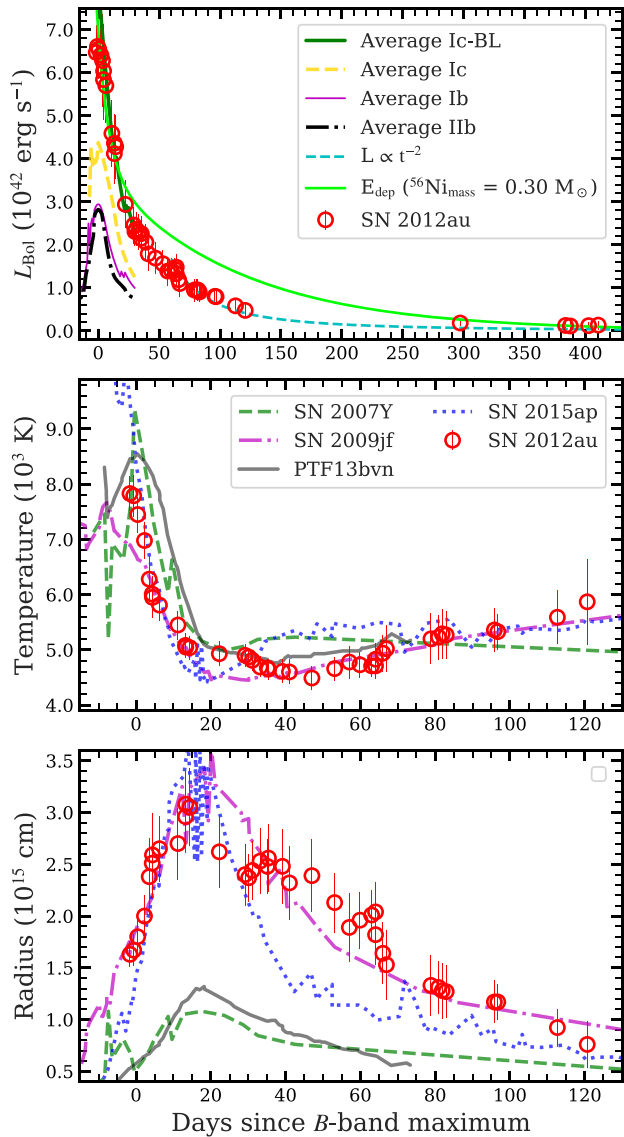 7.0
6.0
5.0
4.0
3.0
2.0
1.0
0.0
L_Bol (10^42 erg s^−1)
Average Ic-BL
Average Ic
Average Ib
Average IIb
L ∝ t^−2
E_dep (^56Ni_mass = 0.30 M_⊙)
SN 2012au
0 50 100 150 200 250 300 350 400
9.0
8.0
7.0
6.0
5.0
4.0
Temperature (10^3 K)
SN 2007Y SN 2015ap
SN 2009jf SN 2012au
PTF13bvn
0 20 40 60 80 100 120
3.5
3.0
2.5
2.0
1.5
1.0
0.5
Radius (10^15 cm)
0 20 40 60 80 100 120
Days since B-band maximum